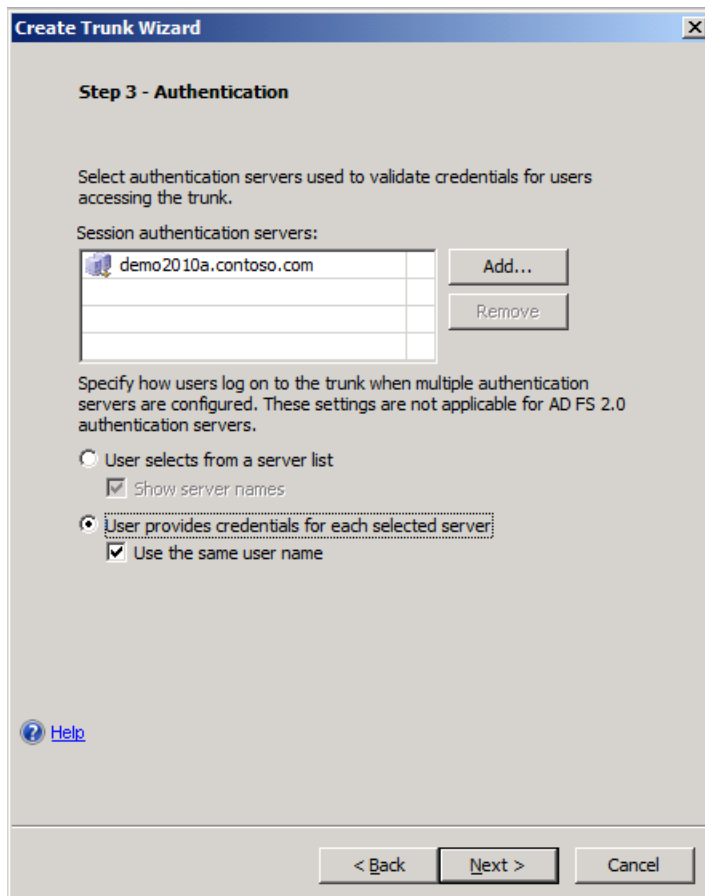 Create Trunk Wizard
Step 3 - Authentication
Select authentication servers used to validate credentials for users
accessing the trunk.
Session authentication servers:
demo2010a.contoso.com
Add...
Remove
Specify how users log on to the trunk when multiple authentication
servers are configured. These settings are not applicable for AD FS 2.0
authentication servers.
User selects from a server list
Show server names
User provides credentials for each selected server
Use the same user name
Help
< Back
Next >
Cancel